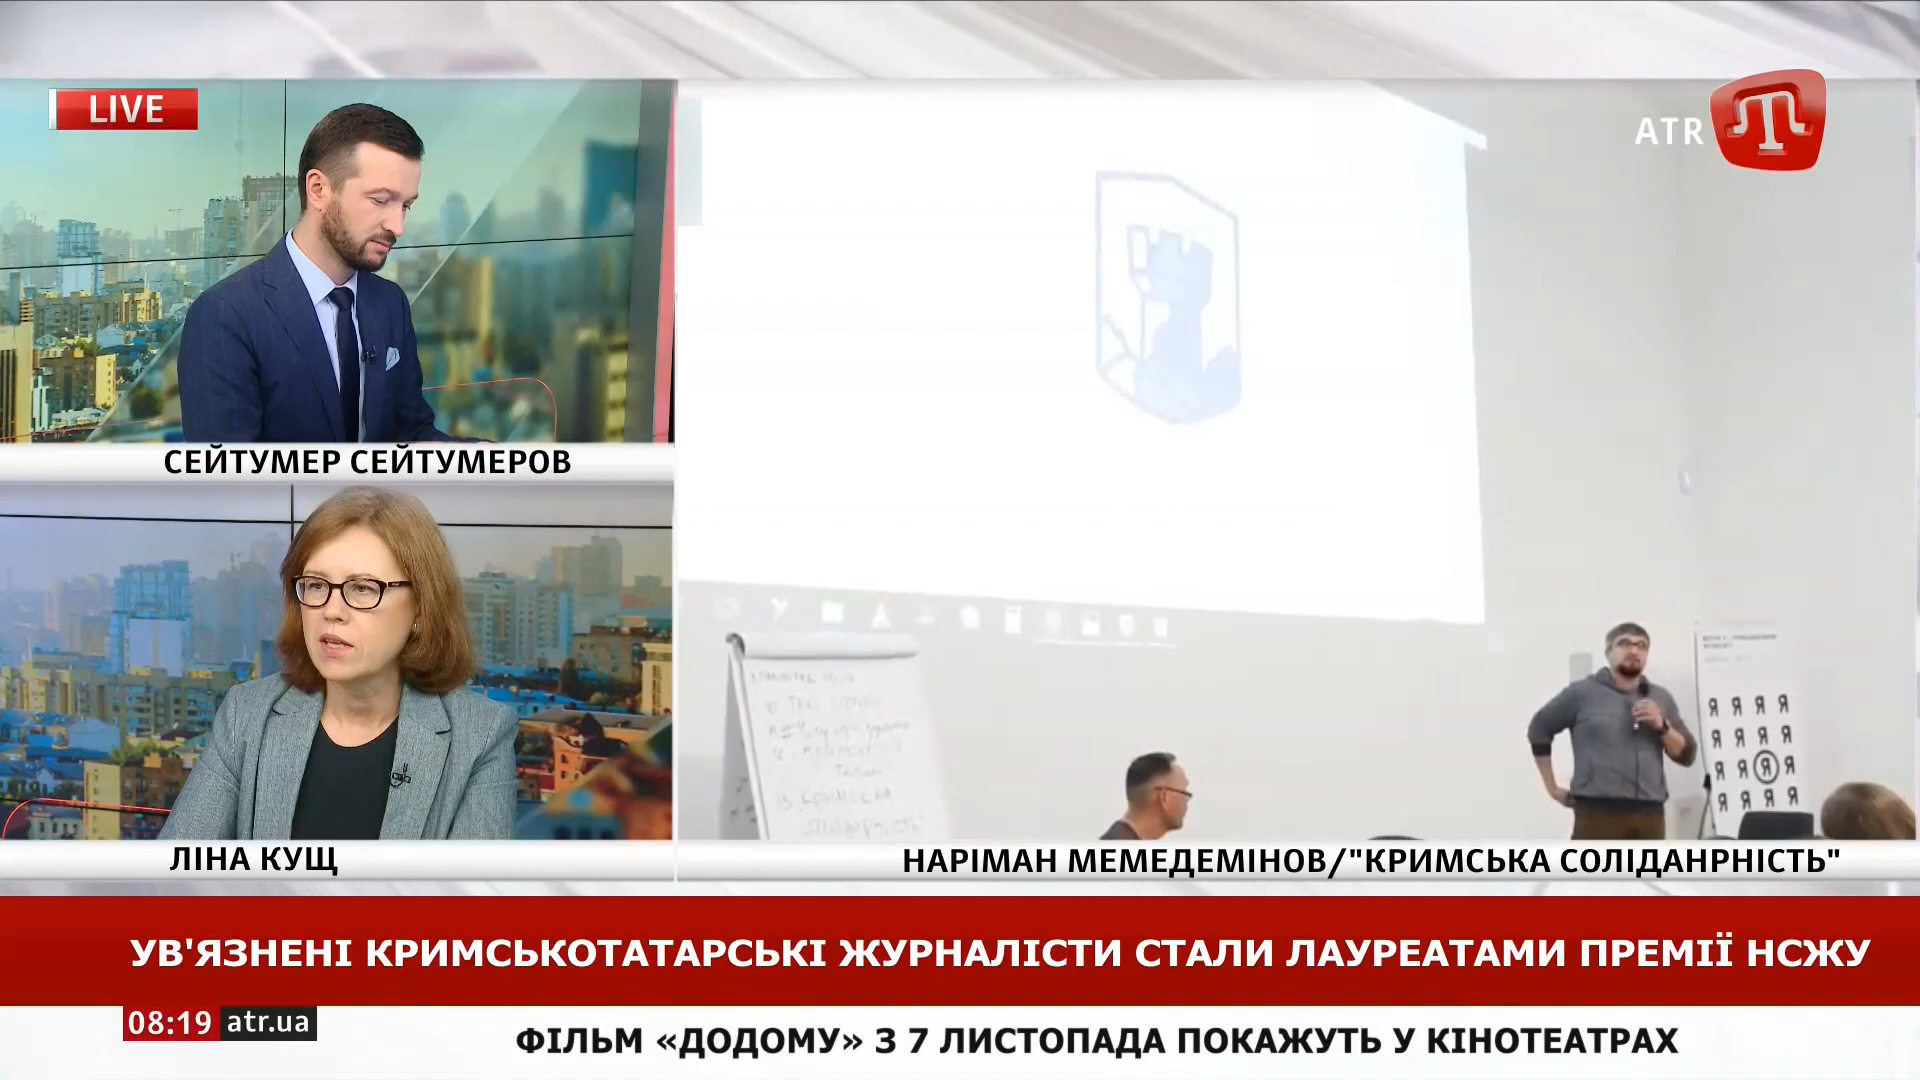 LIVE
ATR
СЕЙТУМЕР СЕЙТУМЕРОВ
Я Я Я Я
Я Я Я Я
Я Я Я Я
Я Я Я Я
ЛІНА КУЩ
НАРІМАН МЕМЕДЕМІНОВ/"КРИМСЬКА СОЛІДАНРНІСТЬ"
УВ'ЯЗНЕНІ КРИМСЬКОТАТАРСЬКІ ЖУРНАЛІСТИ СТАЛИ ЛАУРЕАТАМИ ПРЕМІЇ НСЖУ
08:19 atr.ua
ФІЛЬМ «ДОДОМУ» З 7 ЛИСТОПАДА ПОКАЖУТЬ У КІНОТЕАТРАХ